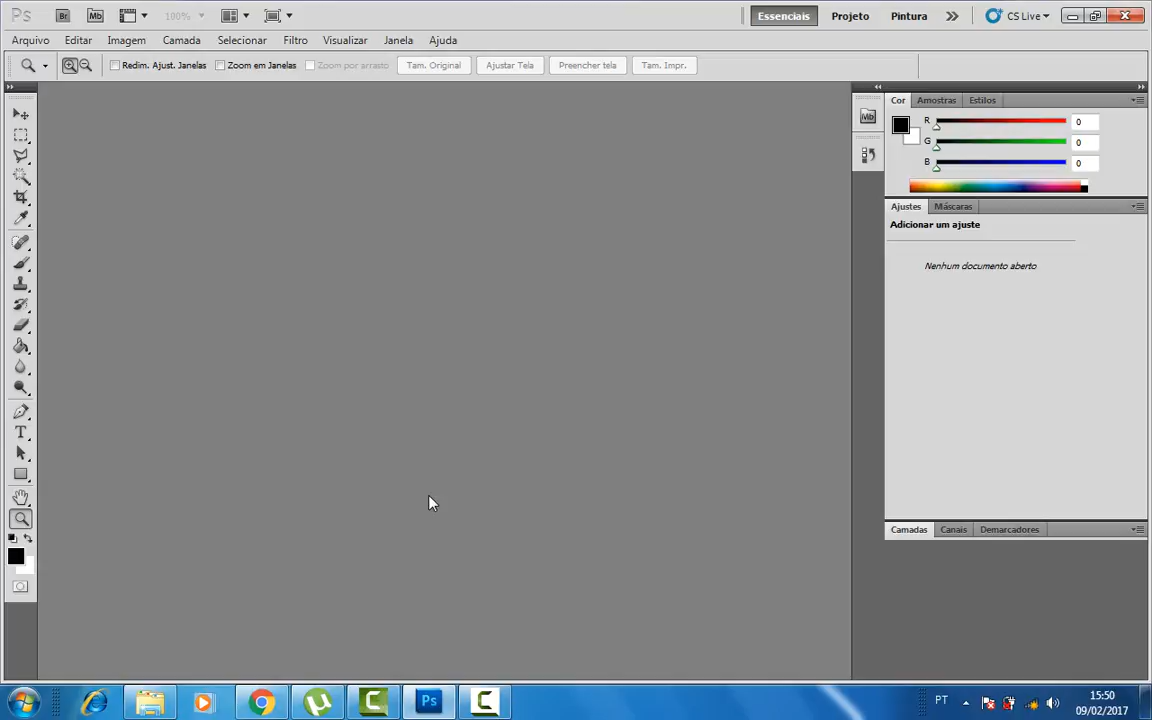 Ps Br Mb 100% Essenciais Projeto Pintura CS Live
Arquivo Editar Imagem Camada Selecionar Filtro Visualizar Janela Ajuda
Redim. Ajust. Janelas Zoom em Janelas Zoom por arrasto Tam. Original Ajustar Tela Preencher tela Tam. Impr.
Cor Amostras Estilos
Mb
R 0
G 0
B 0
Ajustes Máscaras
Adicionar um ajuste
Nenhum documento aberto
T
Camadas Canais Demarcadores
Ps
PT
15:50
09/02/2017